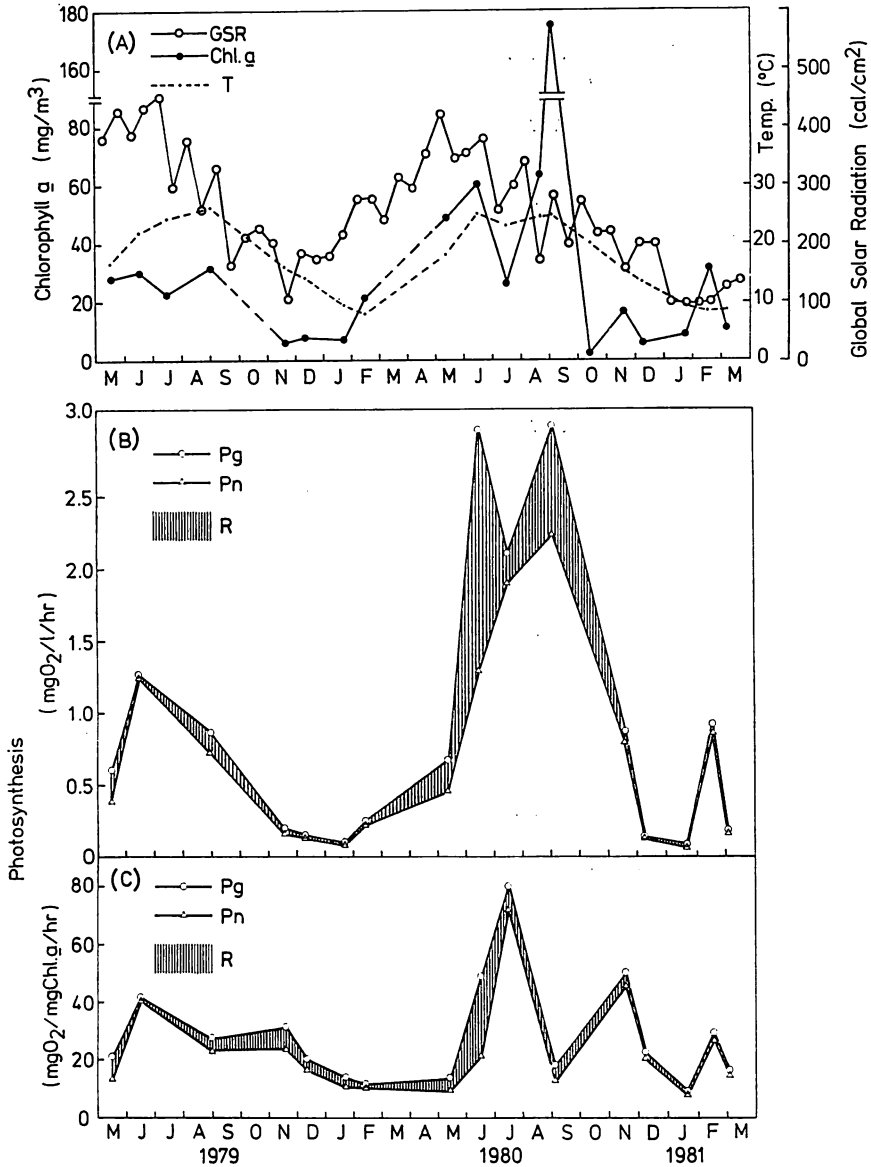 (A)
GSR
Chl. a
T
180
160
80
60
40
20
0
Chlorophyll a (mg/m³)
30
20
10
0
Temp. (°C)
500
400
300
200
100
0
Global Solar Radiation (cal/cm²)
M J J A S O N D J F M A M J J A S O N D J F M
(B)
Pg
Pn
R
3.0
2.5
2.0
1.5
1.0
0.5
0
(mgO₂/l/hr)
Photosynthesis
(C)
Pg
Pn
R
80
60
40
20
0
(mgO₂/mgChl.a/hr)
M J J A S O N D J F M A M J J A S O N D J F M
1979 1980 1981